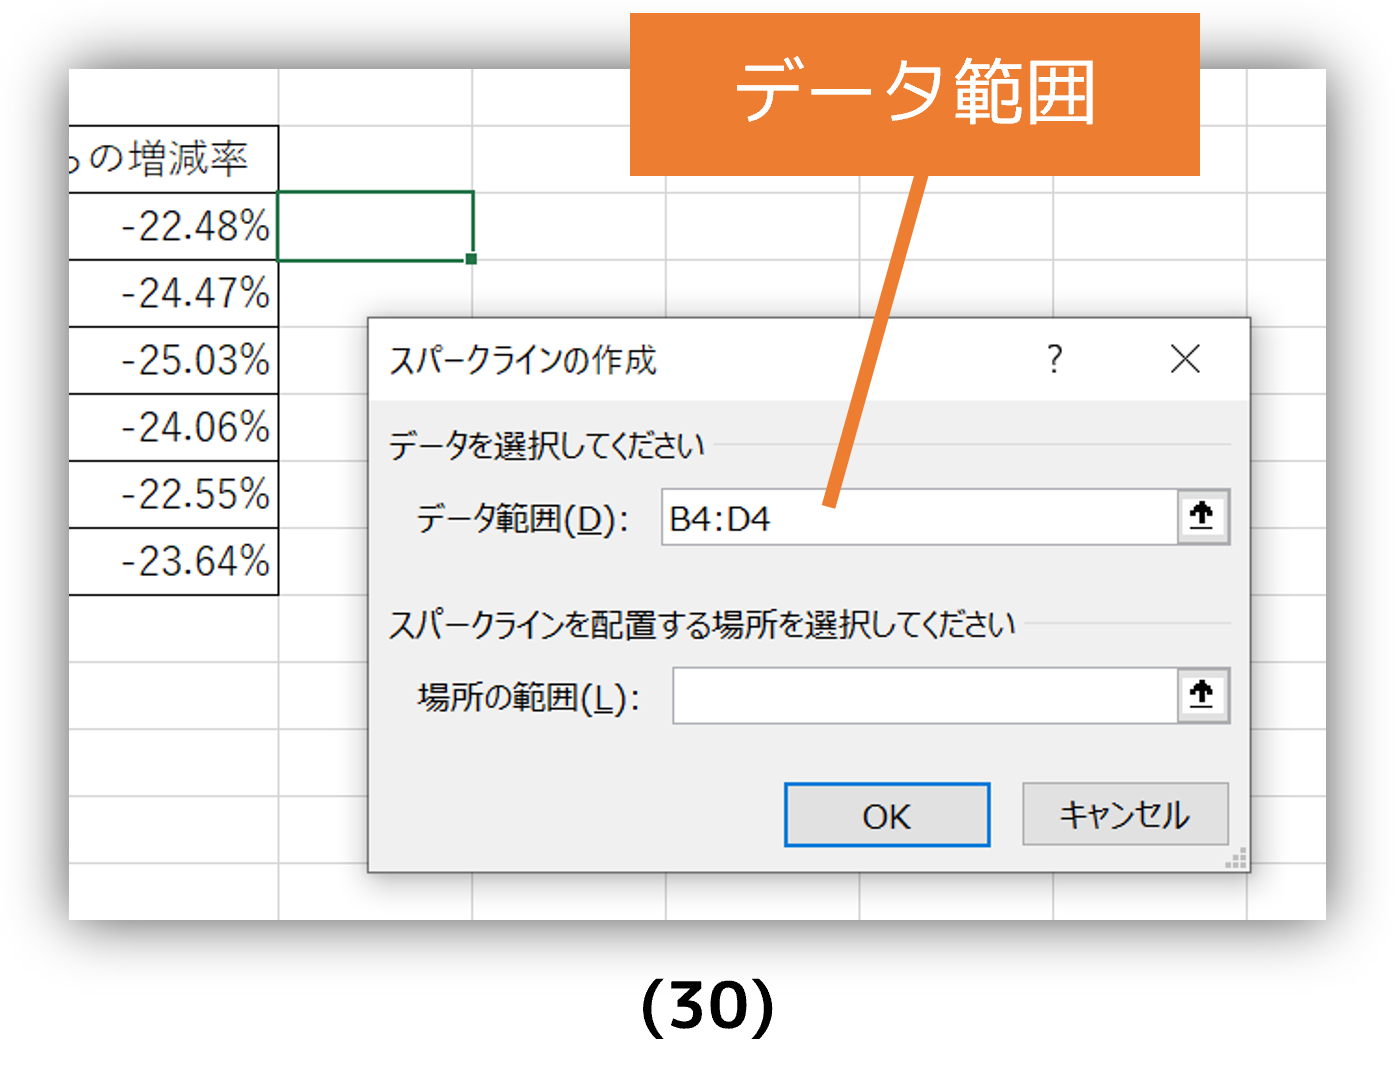 データ範囲
らの増減率
-22.48%
-24.47%
-25.03%
-24.06%
-22.55%
-23.64%
スパークラインの作成
?
データを選択してください
データ範囲(D): B4:D4
スパークラインを配置する場所を選択してください
場所の範囲(L):
OK キャンセル
(30)